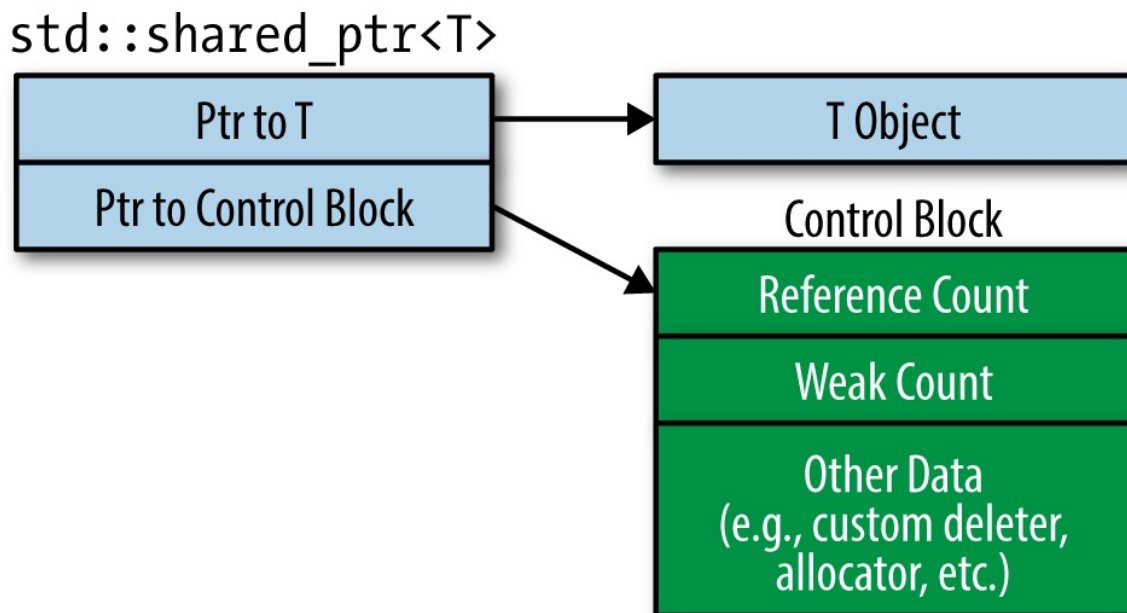 std::shared_ptr<T>
Ptr to T
T Object
Ptr to Control Block
Control Block
Reference Count
Weak Count
Other Data
(e.g., custom deleter,
allocator, etc.)